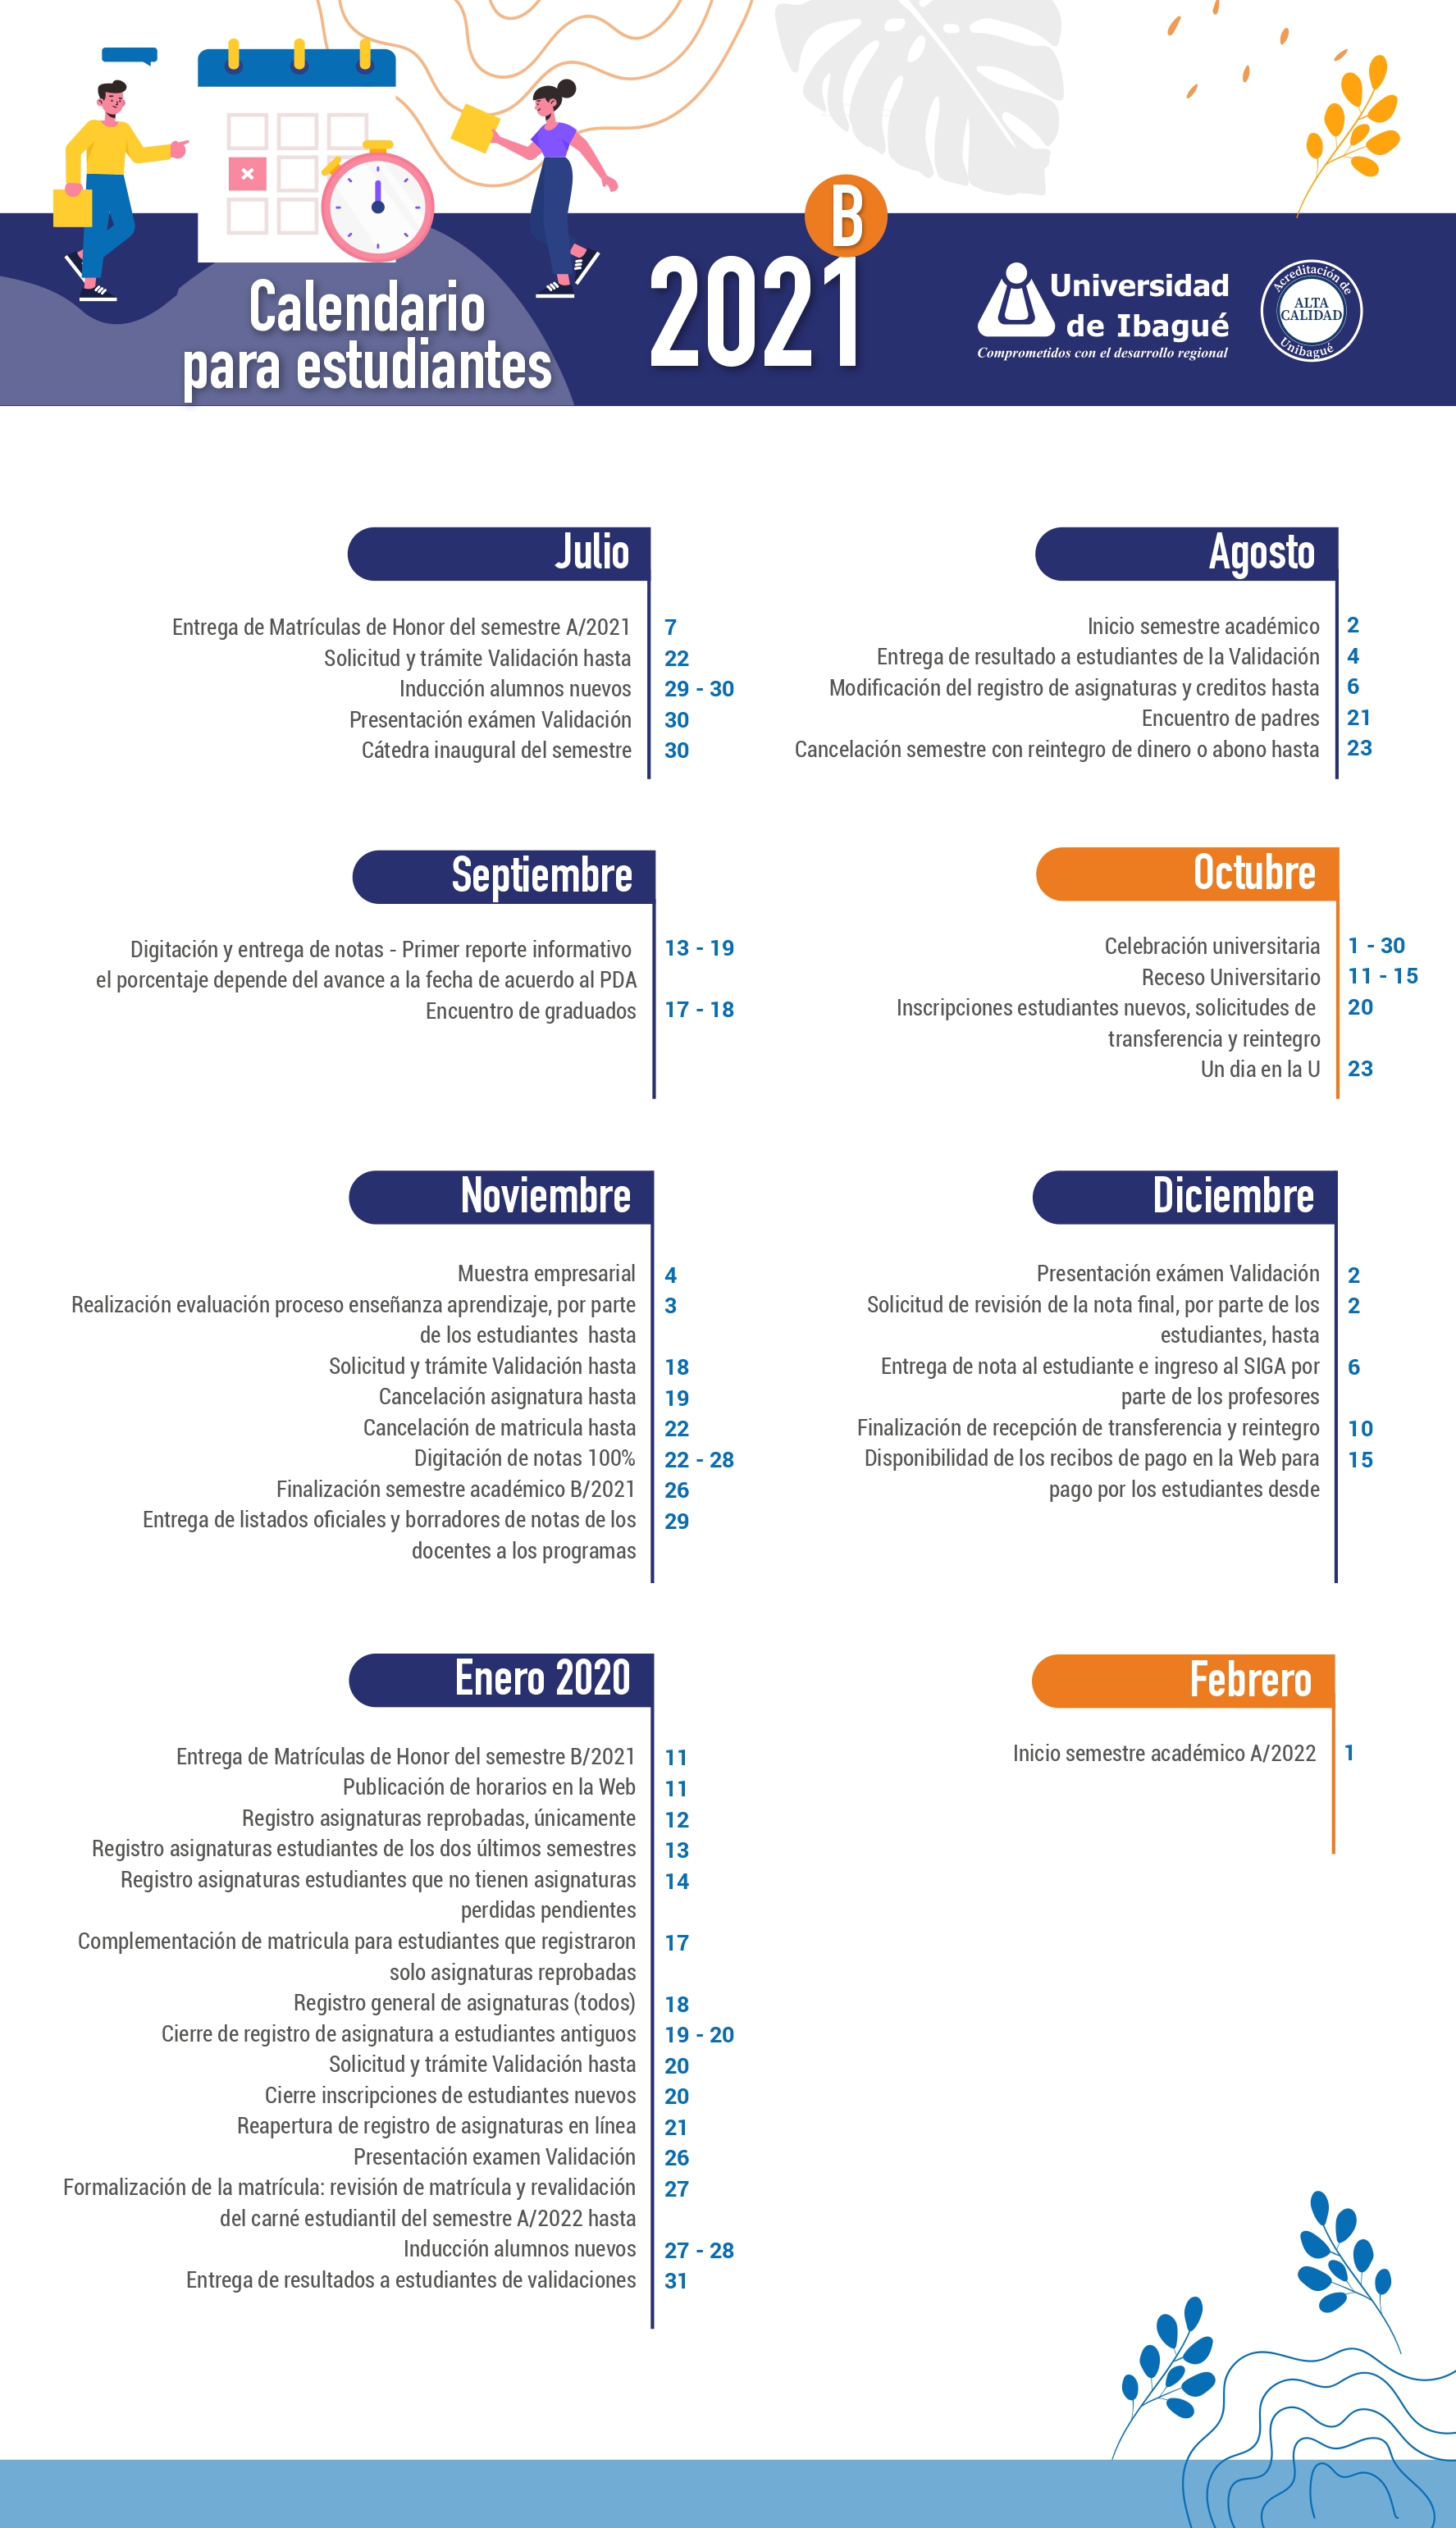 Calendario
para estudiantes
2021
B
Universidad
de Ibagué
Comprometidos con el desarrollo regional
Acreditación de
ALTA
CALIDAD
Unibagué
Julio
Entrega de Matrículas de Honor del semestre A/2021 7
Solicitud y trámite Validación hasta 22
Inducción alumnos nuevos 29 - 30
Presentación exámen Validación 30
Cátedra inaugural del semestre 30
Agosto
Inicio semestre académico 2
Entrega de resultado a estudiantes de la Validación 4
Modificación del registro de asignaturas y creditos hasta 6
Encuentro de padres 21
Cancelación semestre con reintegro de dinero o abono hasta 23
Septiembre
Digitación y entrega de notas - Primer reporte informativo 13 - 19
el porcentaje depende del avance a la fecha de acuerdo al PDA
Encuentro de graduados 17 - 18
Octubre
Celebración universitaria 1 - 30
Receso Universitario 11 - 15
Inscripciones estudiantes nuevos, solicitudes de 20
transferencia y reintegro
Un dia en la U 23
Noviembre
Muestra empresarial 4
Realización evaluación proceso enseñanza aprendizaje, por parte 3
de los estudiantes hasta
Solicitud y trámite Validación hasta 18
Cancelación asignatura hasta 19
Cancelación de matricula hasta 22
Digitación de notas 100% 22 - 28
Finalización semestre académico B/2021 26
Entrega de listados oficiales y borradores de notas de los 29
docentes a los programas
Diciembre
Presentación exámen Validación 2
Solicitud de revisión de la nota final, por parte de los 2
estudiantes, hasta
Entrega de nota al estudiante e ingreso al SIGA por 6
parte de los profesores
Finalización de recepción de transferencia y reintegro 10
Disponibilidad de los recibos de pago en la Web para 15
pago por los estudiantes desde
Enero 2020
Entrega de Matrículas de Honor del semestre B/2021 11
Publicación de horarios en la Web 11
Registro asignaturas reprobadas, únicamente 12
Registro asignaturas estudiantes de los dos últimos semestres 13
Registro asignaturas estudiantes que no tienen asignaturas 14
perdidas pendientes
Complementación de matricula para estudiantes que registraron 17
solo asignaturas reprobadas
Registro general de asignaturas (todos) 18
Cierre de registro de asignatura a estudiantes antiguos 19 - 20
Solicitud y trámite Validación hasta 20
Cierre inscripciones de estudiantes nuevos 20
Reapertura de registro de asignaturas en línea 21
Presentación examen Validación 26
Formalización de la matrícula: revisión de matrícula y revalidación 27
del carné estudiantil del semestre A/2022 hasta
Inducción alumnos nuevos 27 - 28
Entrega de resultados a estudiantes de validaciones 31
Febrero
Inicio semestre académico A/2022 1